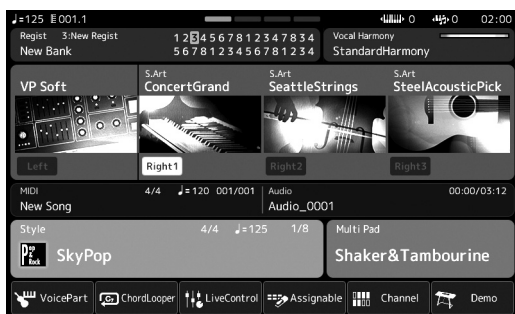 ♩=125 001.1 0 0 02:00
Regist 3:New Regist 1 2 3 4 5 6 7 8 1 2 3 4 7 8 3 4 Vocal Harmony
New Bank 5 6 7 8 1 2 3 4 5 6 7 8 1 2 3 4 StandardHarmony
S.Art S.Art S.Art
VP Soft ConcertGrand SeattleStrings SteelAcousticPick
Left Right1 Right2 Right3
MIDI 4/4 ♩=120 001/001 Audio 00:00/03:12
New Song Audio_0001
Style 4/4 ♩=125 1/8 Multi Pad
Pop & Rock SkyPop Shaker&Tambourine
VoicePart ChordLooper LiveControl Assignable Channel Demo